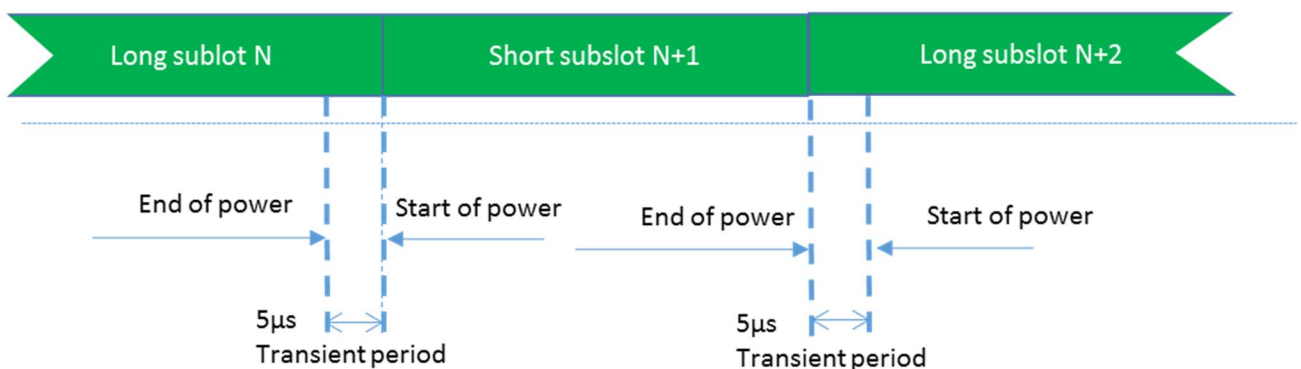 Long sublot N
Short subslot N+1
Long subslot N+2
End of power
Start of power
End of power
Start of power
5µs
Transient period
5µs
Transient period